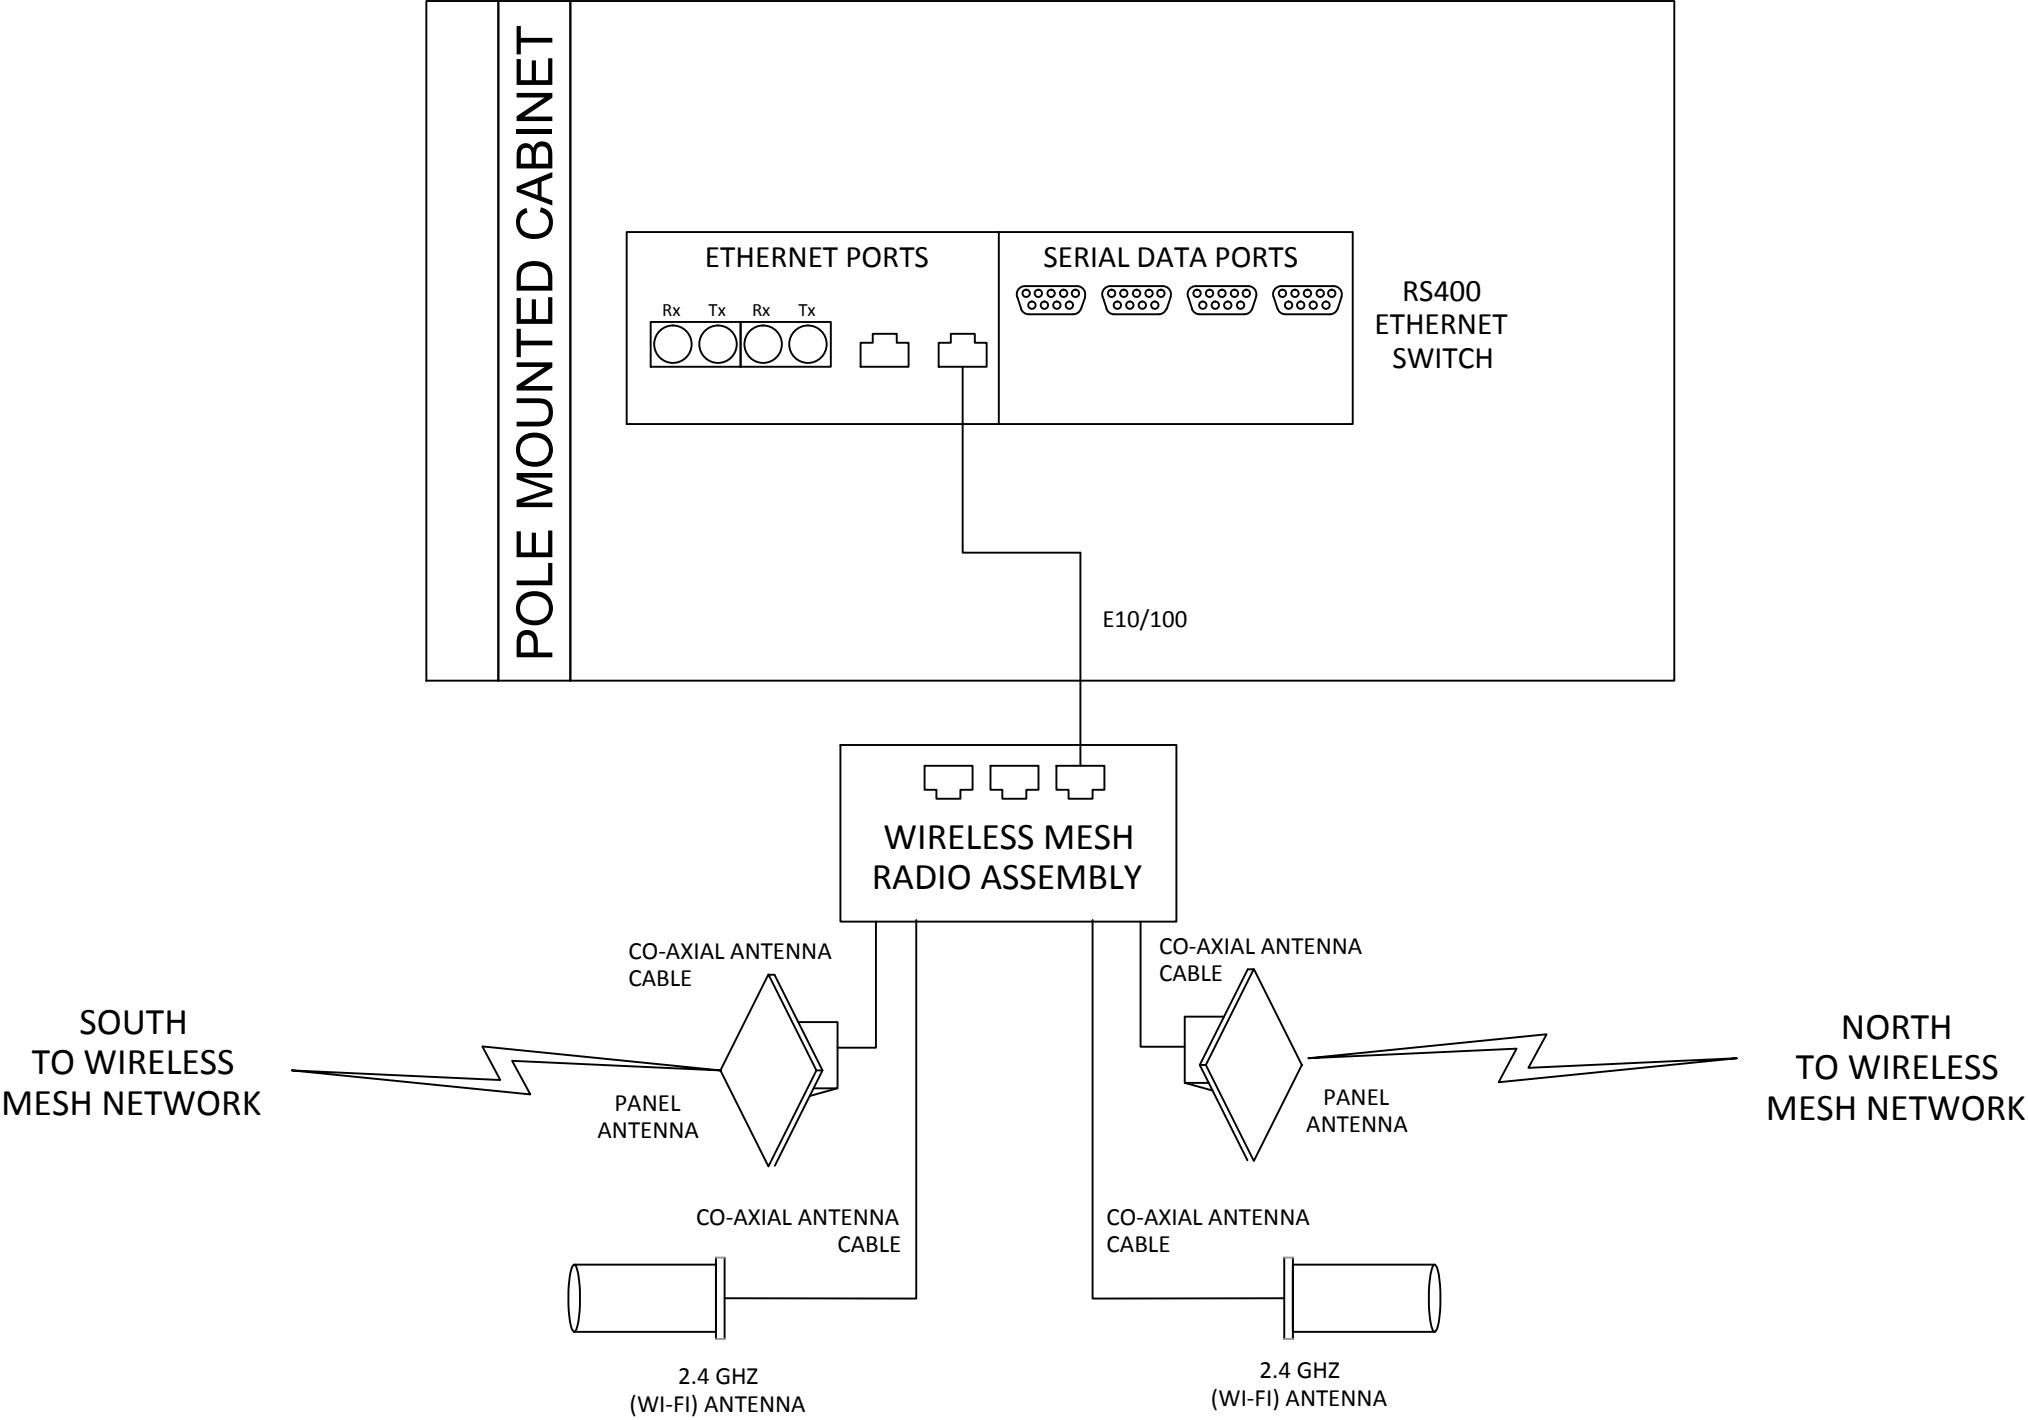 POLE MOUNTED CABINET
ETHERNET PORTS
SERIAL DATA PORTS
Rx Tx Rx Tx
RS400
ETHERNET
SWITCH
E10/100
WIRELESS MESH
RADIO ASSEMBLY
CO-AXIAL ANTENNA
CABLE
CO-AXIAL ANTENNA
CABLE
SOUTH
TO WIRELESS
MESH NETWORK
PANEL
ANTENNA
PANEL
ANTENNA
NORTH
TO WIRELESS
MESH NETWORK
CO-AXIAL ANTENNA
CABLE
CO-AXIAL ANTENNA
CABLE
2.4 GHZ
(WI-FI) ANTENNA
2.4 GHZ
(WI-FI) ANTENNA